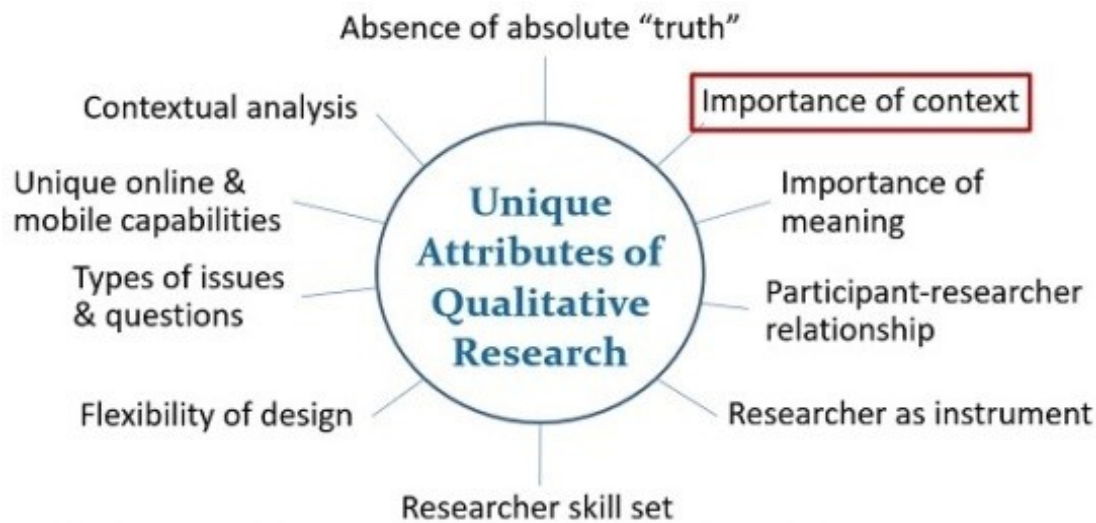 Absence of absolute “truth”
Importance of context
Importance of
meaning
Participant-researcher
relationship
Researcher as instrument
Researcher skill set
Flexibility of design
Types of issues
& questions
Unique online &
mobile capabilities
Contextual analysis
Unique
Attributes of
Qualitative
Research